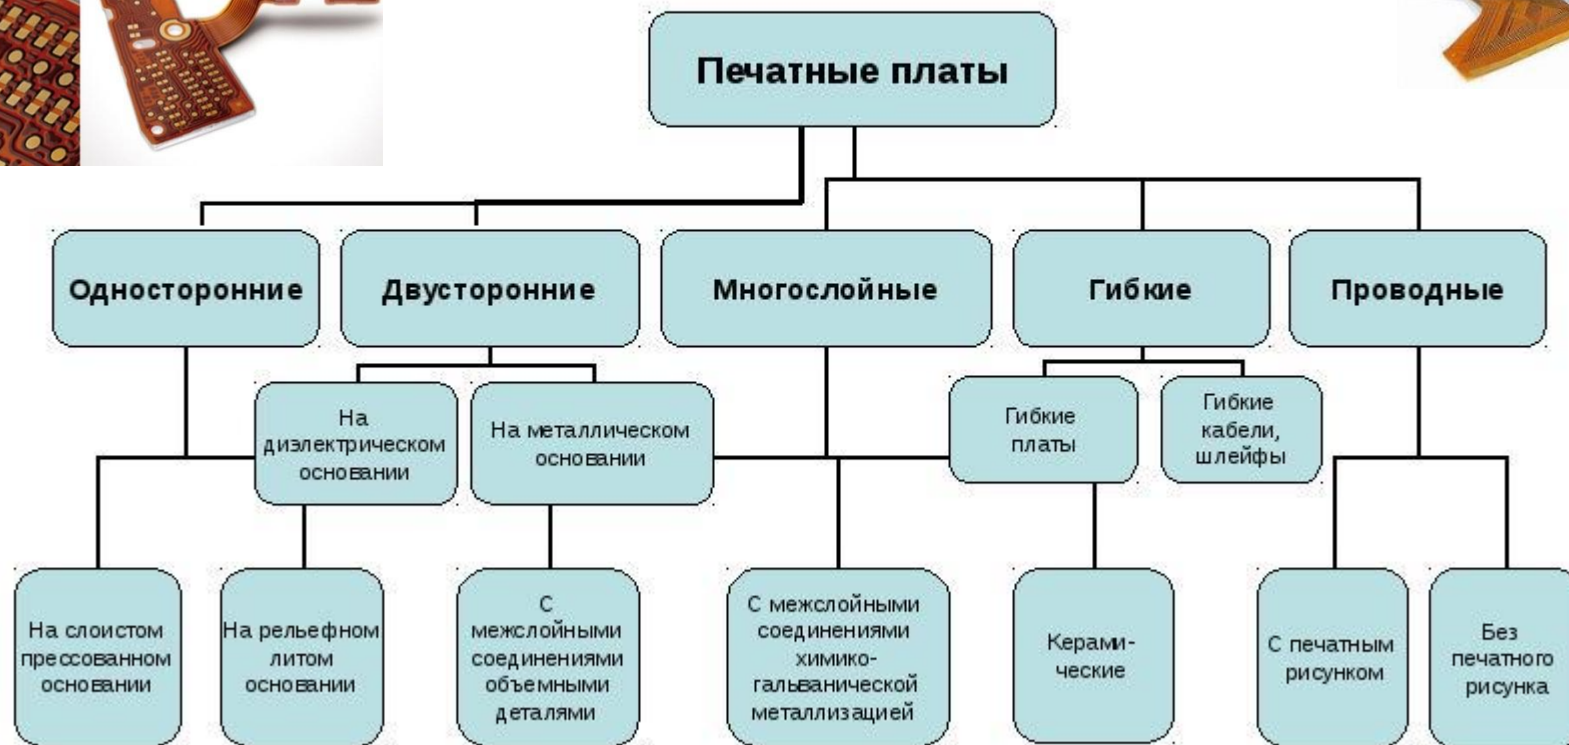 Печатные платы
Односторонние
Двусторонние
Многослойные
Гибкие
Проводные
На
диэлектрическом
основании
На металлическом
основании
Гибкие
платы
Гибкие
кабели,
шлейфы
На слоистом
прессованном
основании
На рельефном
литом
основании
С
межслойными
соединениями
объемными
деталями
С межслойными
соединениями
химико-
гальванической
металлизацией
Керами-
ческие
С печатным
рисунком
Без
печатного
рисунка